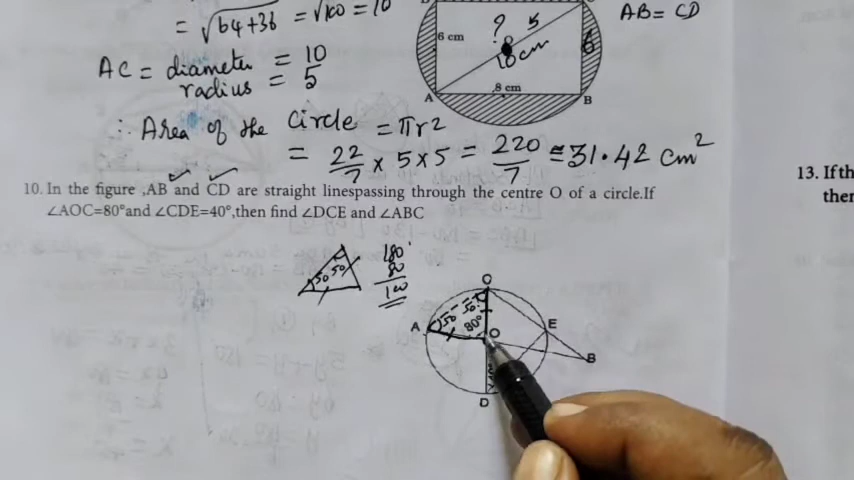 = √64+36 = √100 = 10
AB = CD
6 cm
?
5
O
10cm
6
AC = diameter = 10
radius = 5
A
8 cm
B
∴ Area of the circle = πr2
= 22/7 × 5 × 5 = 220/7 ≅ 31.42 cm2
10. In the figure ,AB and CD are straight linespassing through the centre O of a circle.If
∠AOC=80°and ∠CDE=40°,then find ∠DCE and ∠ABC
13. If th
then
50 50
180°
80
100
O
A
50 50
80°
O
E
B
D